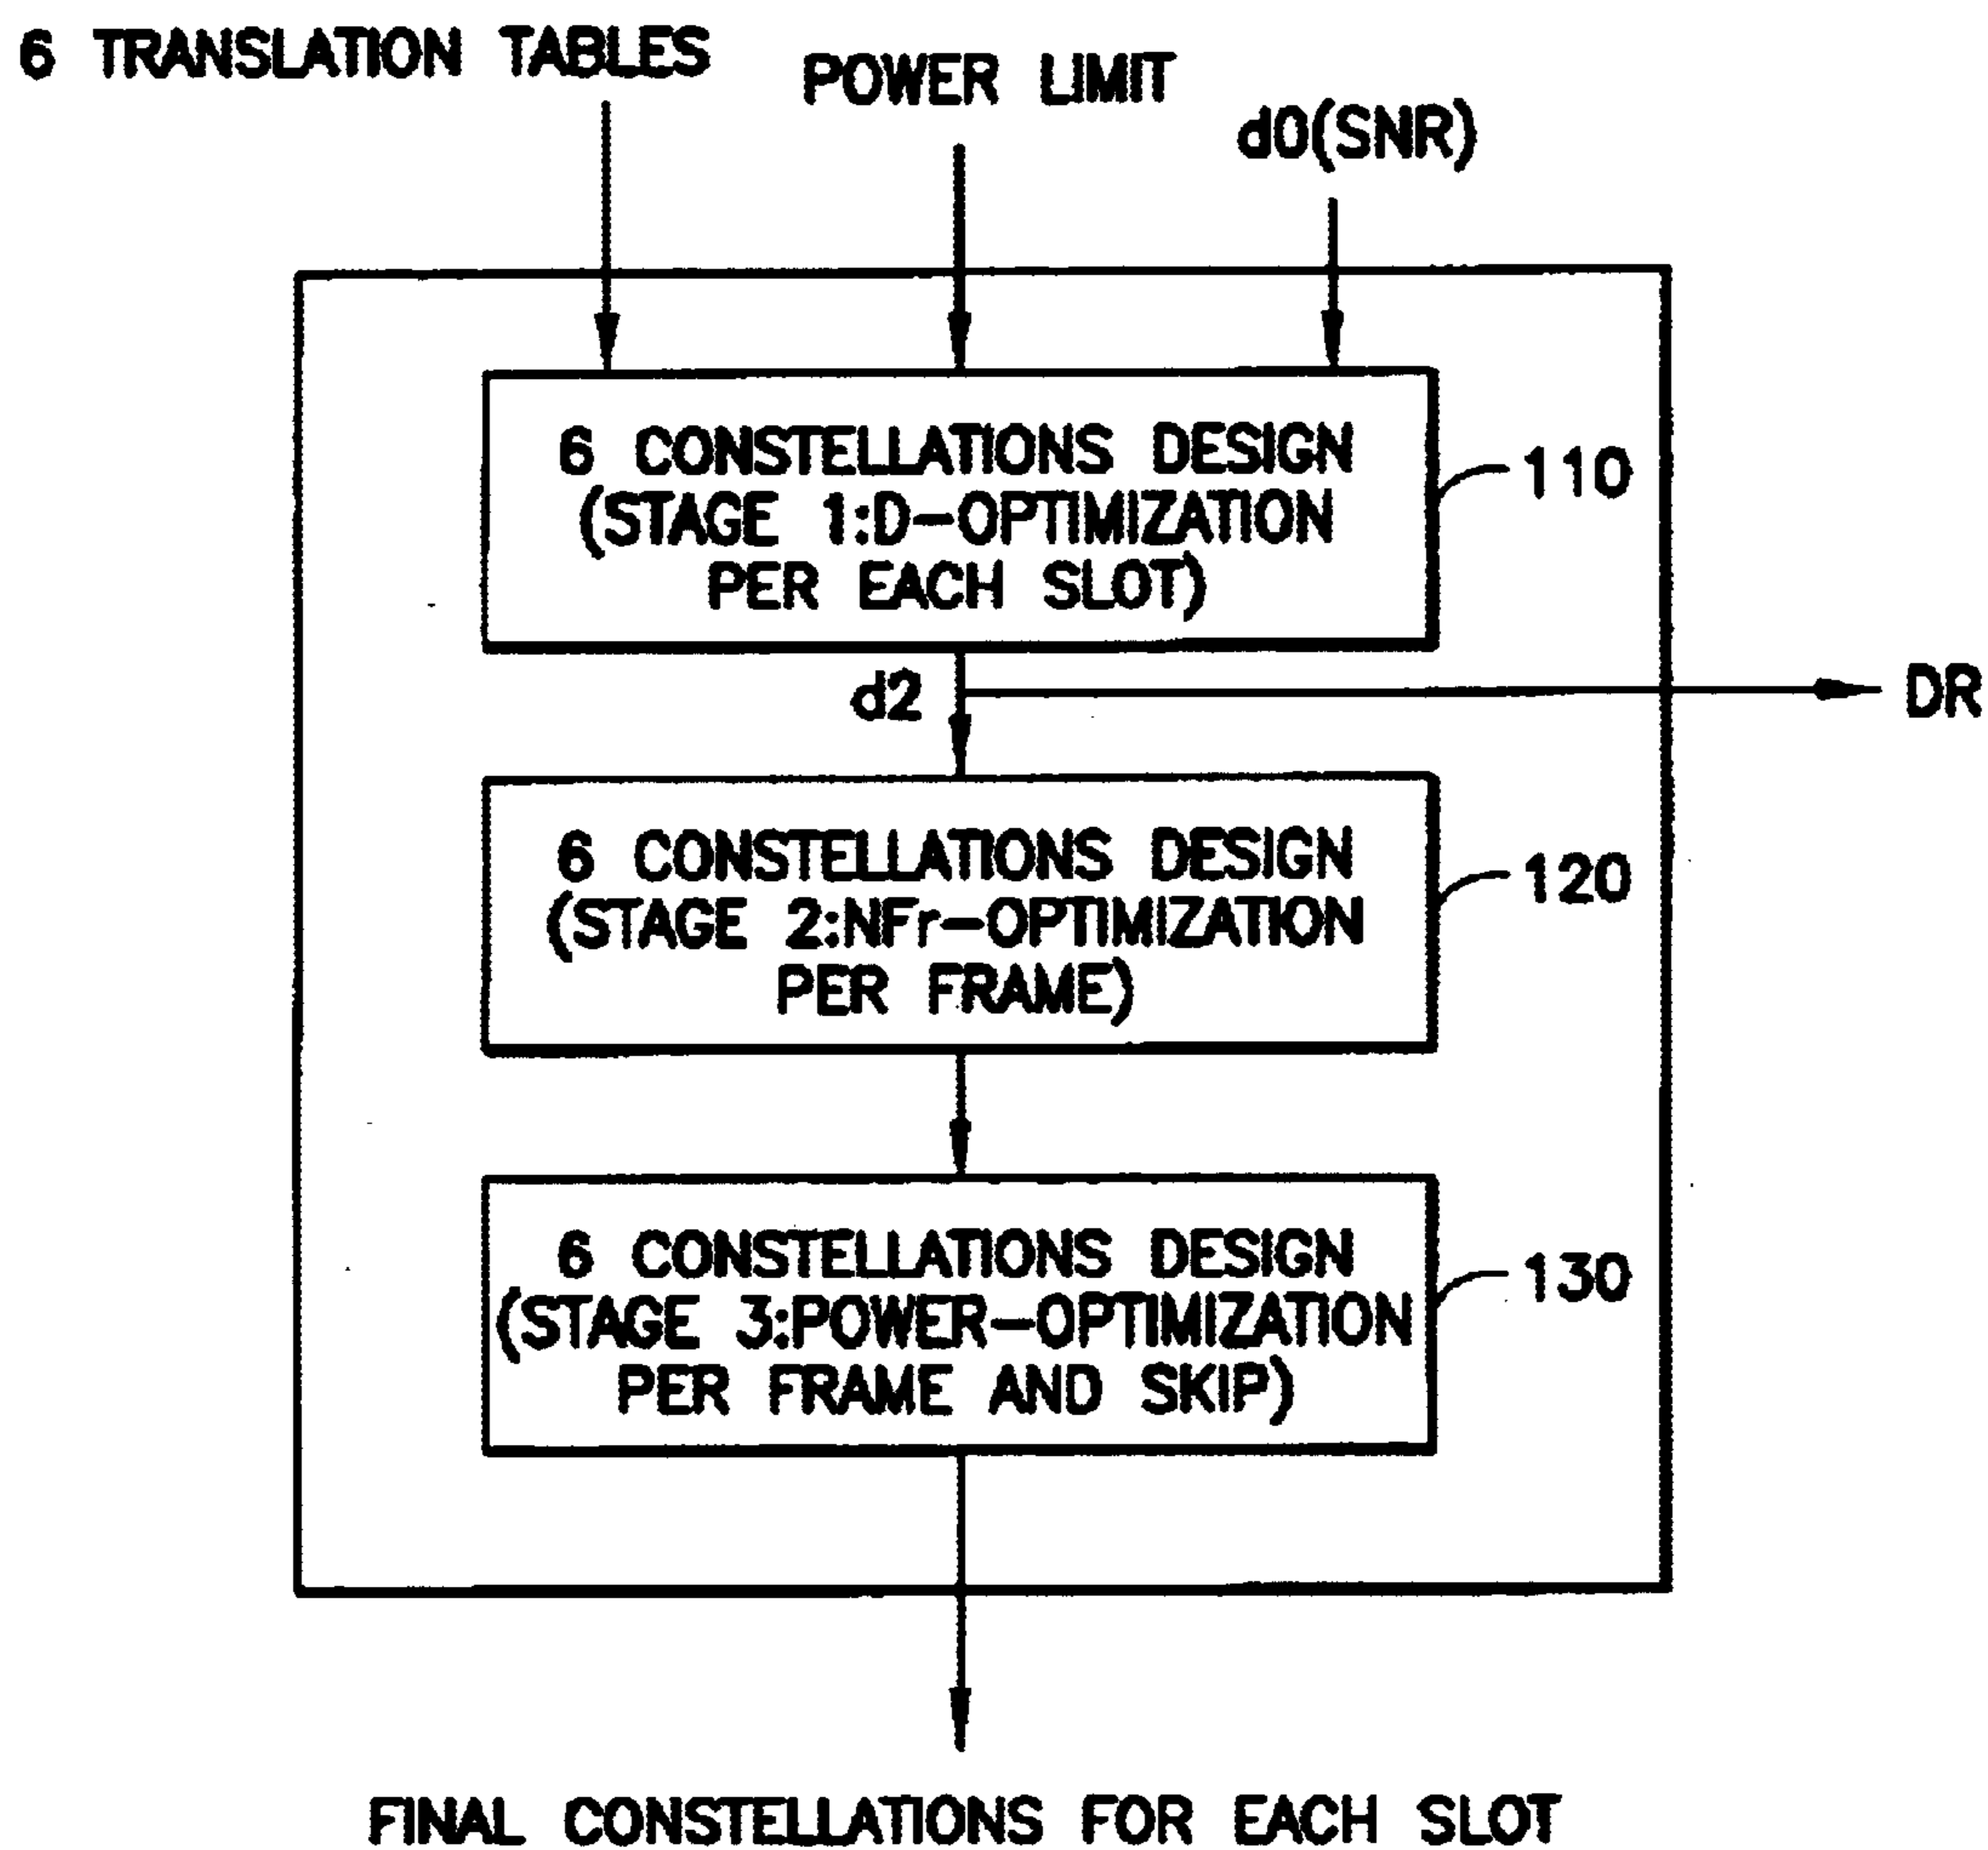 6 TRANSLATION TABLES
POWER LIMIT
d0(SNR)
6 CONSTELLATIONS DESIGN
(STAGE 1:D-OPTIMIZATION
PER EACH SLOT)
110
d2
DR
6 CONSTELLATIONS DESIGN
(STAGE 2:NFr-OPTIMIZATION
PER FRAME)
120
6 CONSTELLATIONS DESIGN
(STAGE 3:POWER-OPTIMIZATION
PER FRAME AND SKIP)
130
FINAL CONSTELLATIONS FOR EACH SLOT